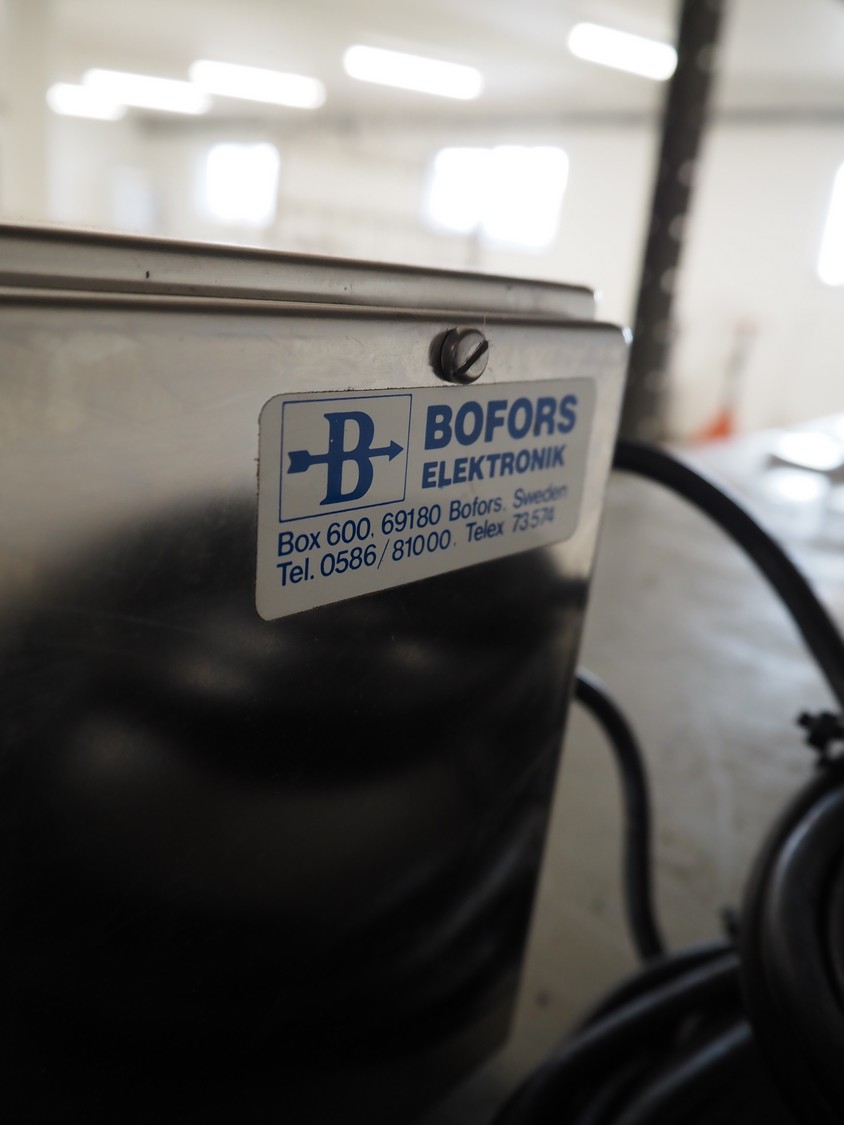 B
BOFORS
ELEKTRONIK
Box 600, 69180 Bofors. Sweden
Tel. 0586/81000. Telex 73574